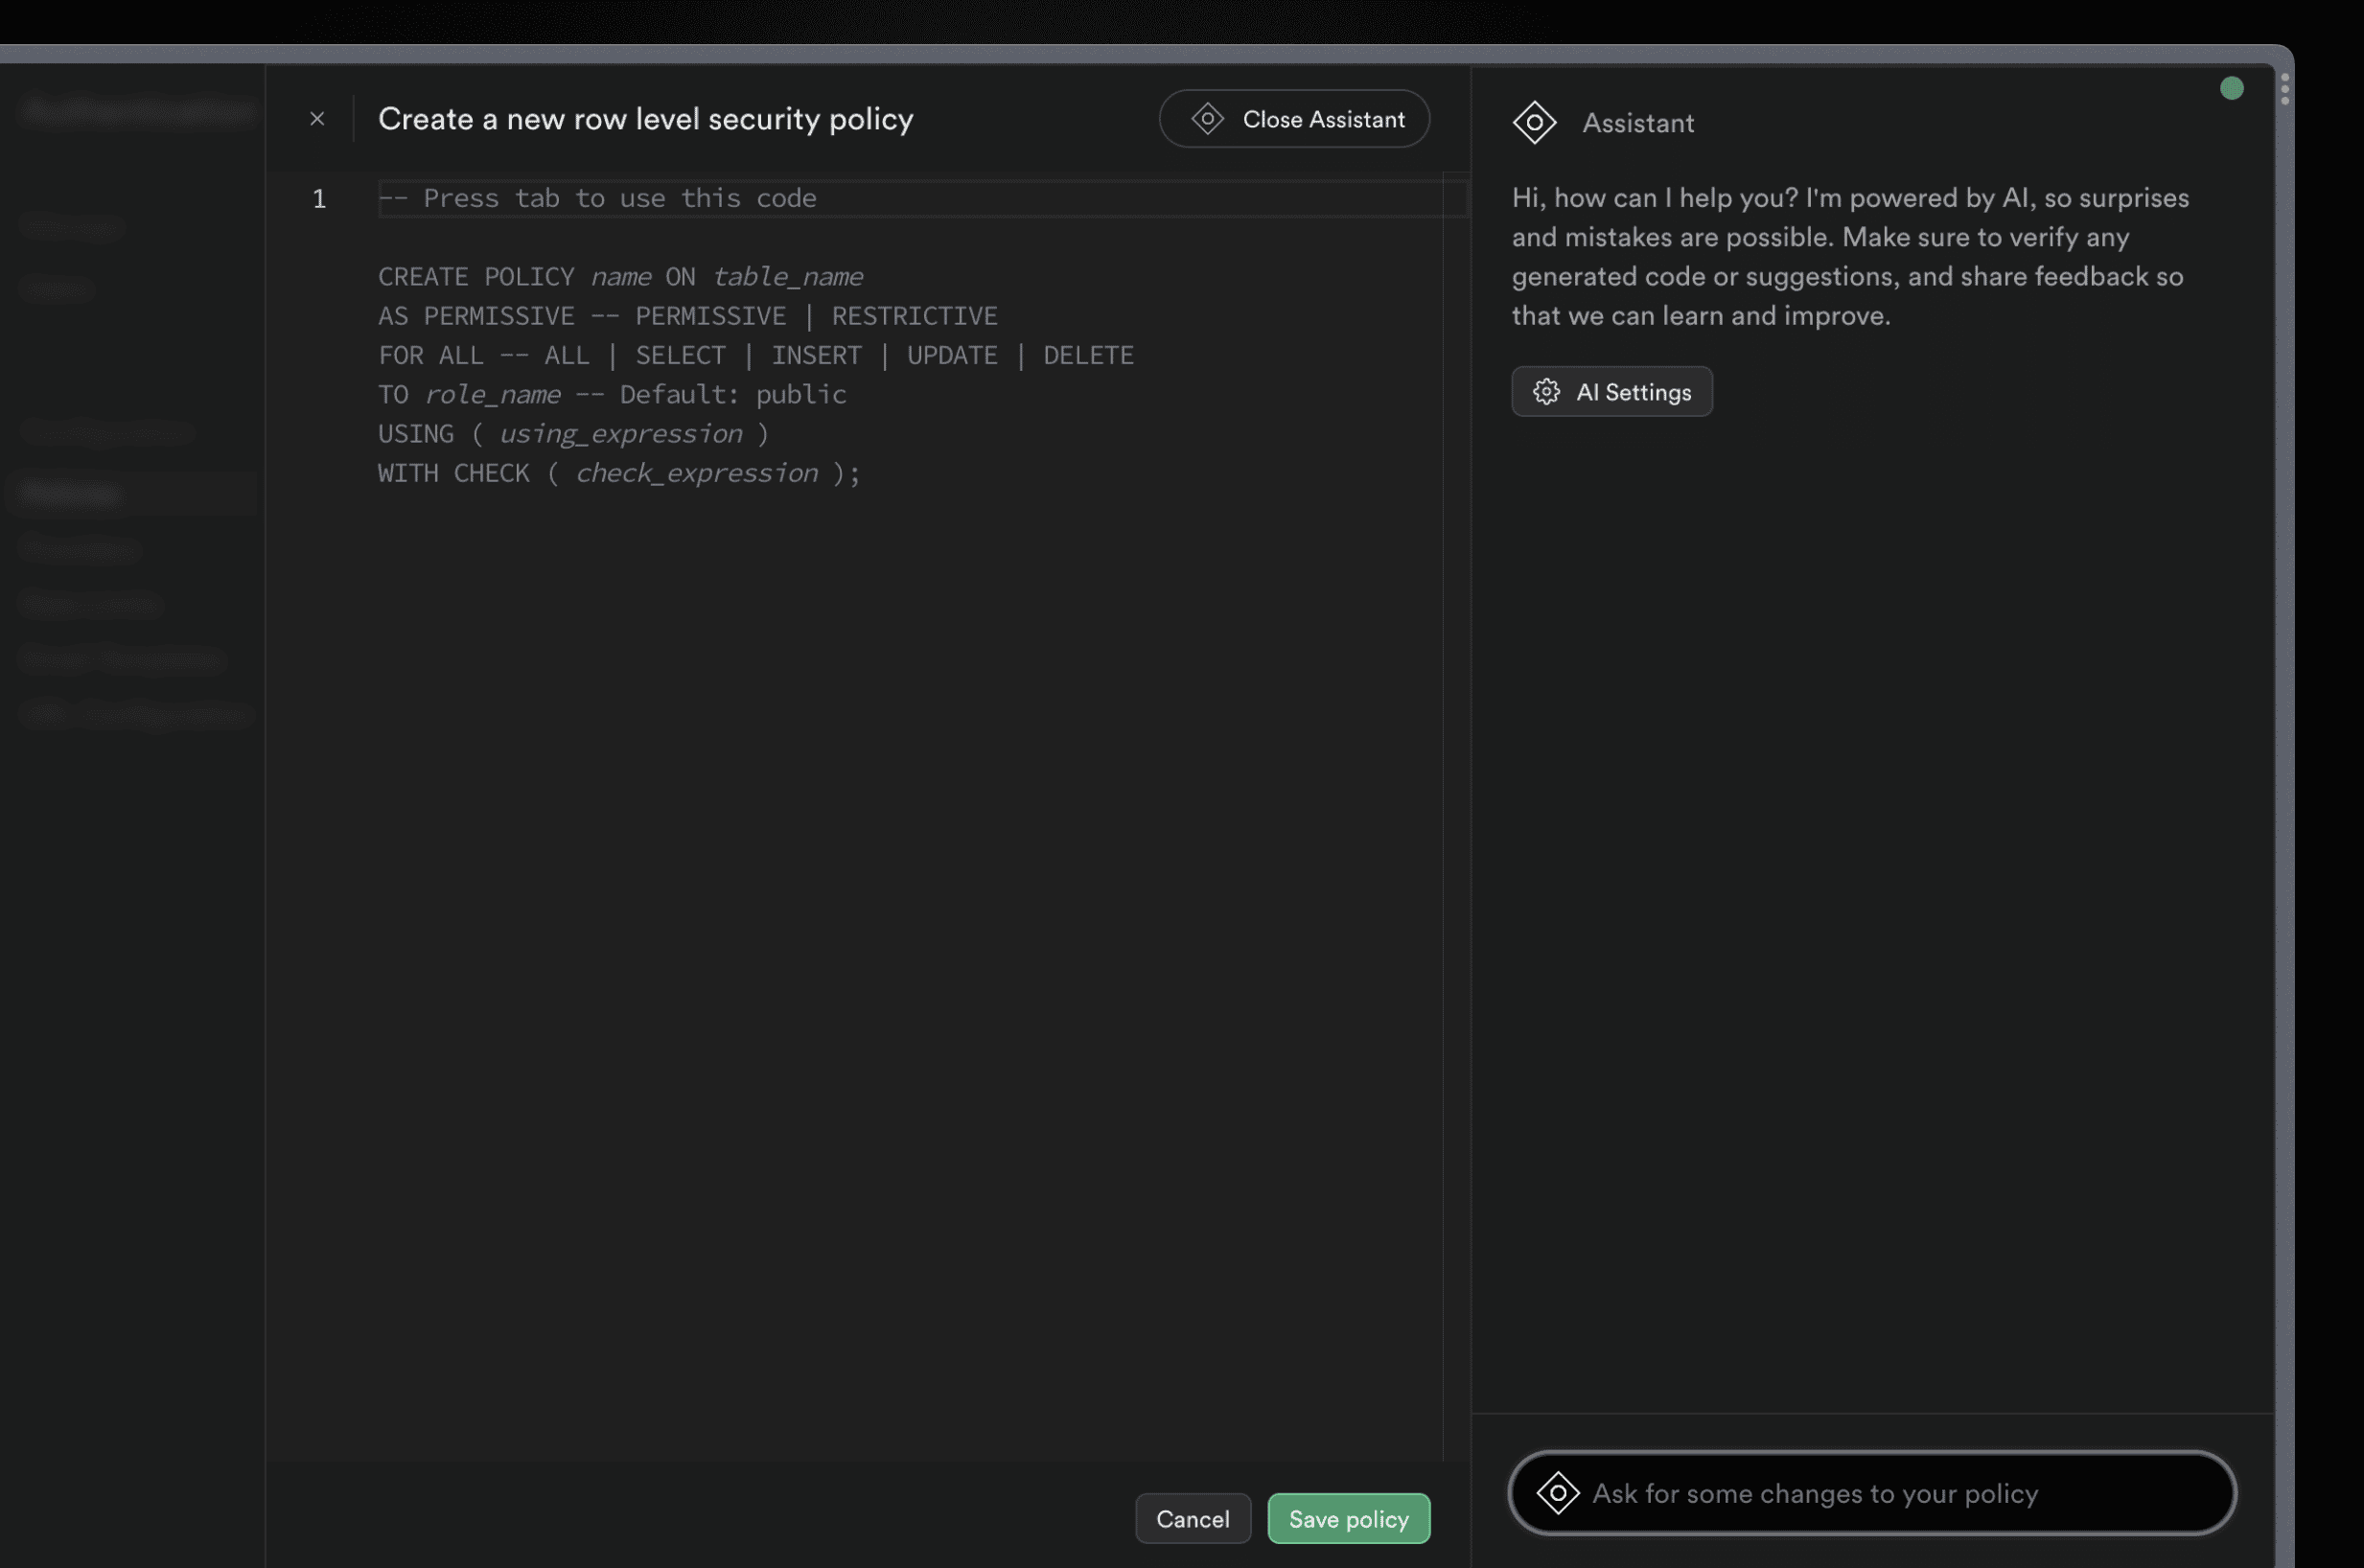 Create a new row level security policy
Close Assistant
1
-- Press tab to use this code
CREATE POLICY name ON table_name
AS PERMISSIVE -- PERMISSIVE | RESTRICTIVE
FOR ALL -- ALL | SELECT | INSERT | UPDATE | DELETE
TO role_name -- Default: public
USING ( using_expression )
WITH CHECK ( check_expression );
Cancel
Save policy
Assistant
Hi, how can I help you? I'm powered by AI, so surprises
and mistakes are possible. Make sure to verify any
generated code or suggestions, and share feedback so
that we can learn and improve.
AI Settings
Ask for some changes to your policy